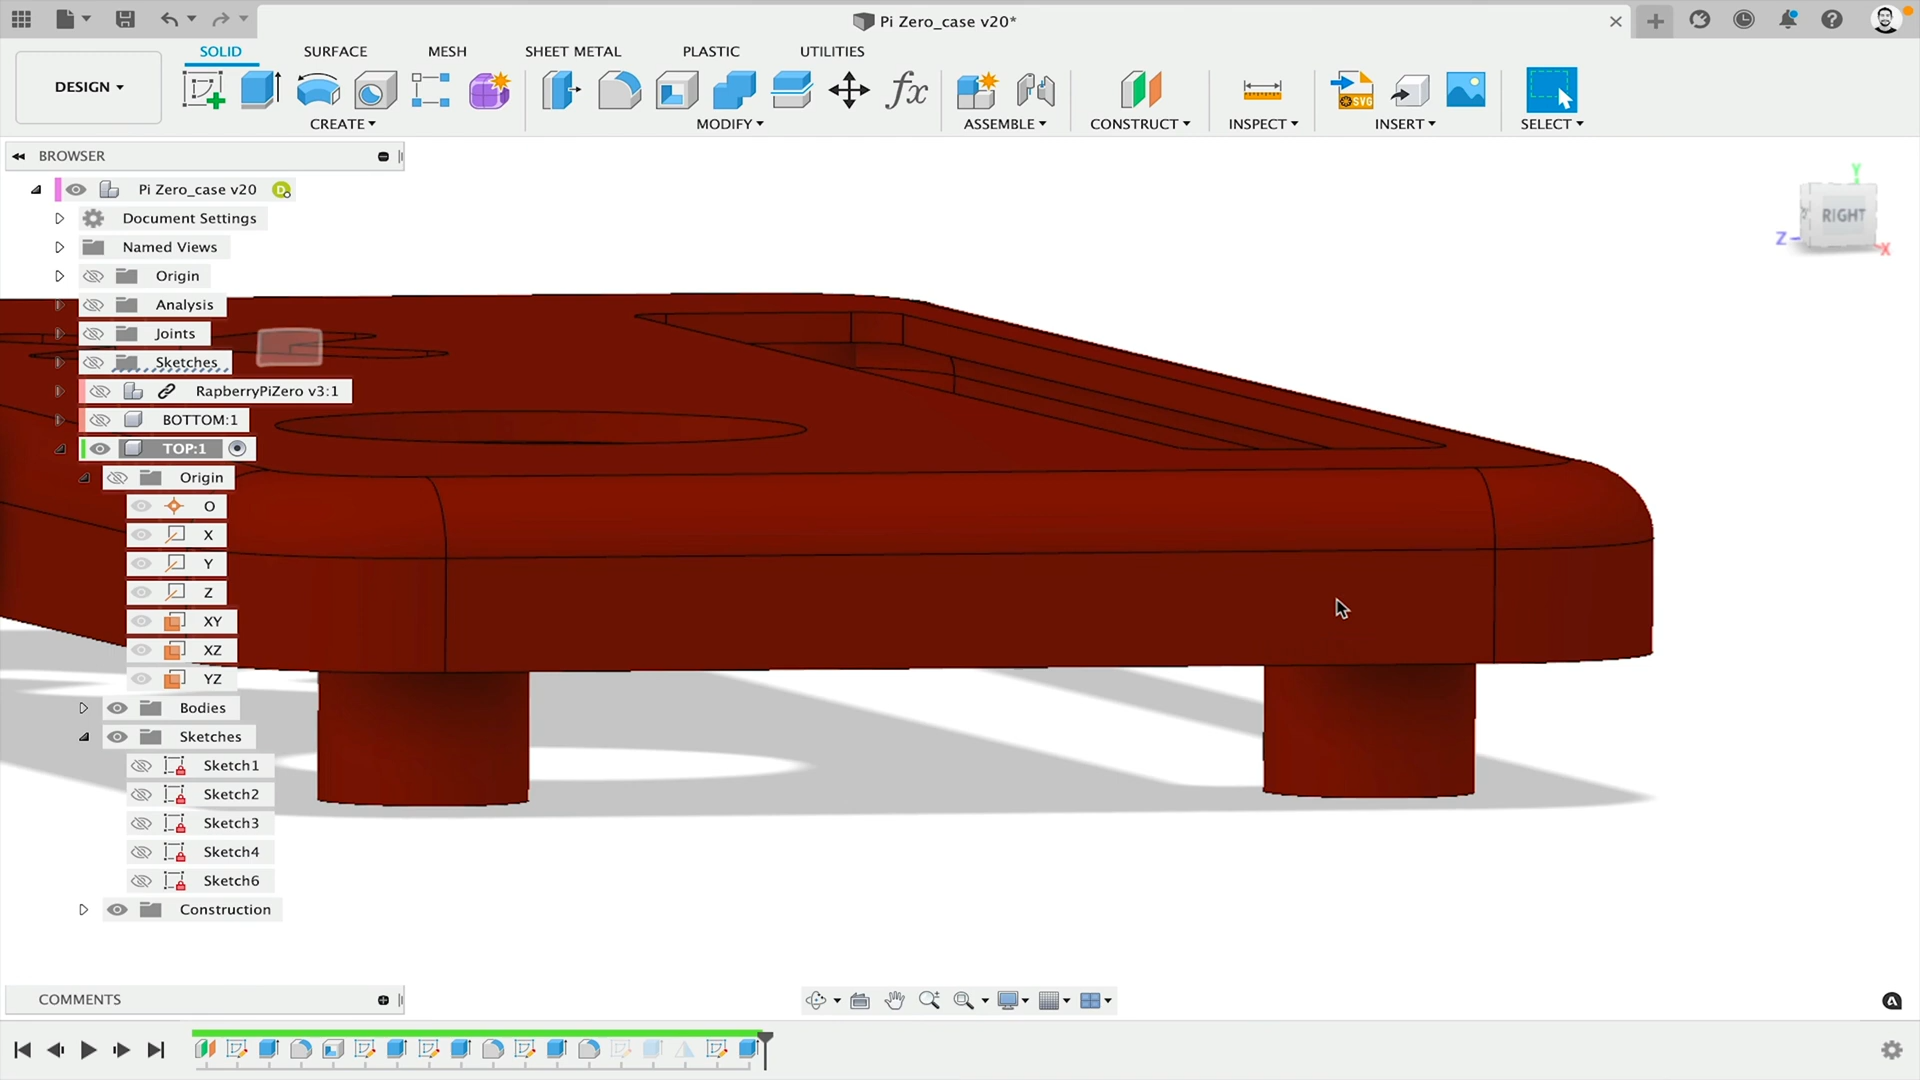 Pi Zero_case v20*
SOLID
SURFACE
MESH
SHEET METAL
PLASTIC
UTILITIES
DESIGN
fx
SVG
CREATE
MODIFY
ASSEMBLE
CONSTRUCT
INSPECT
INSERT
SELECT
BROWSER
Pi Zero_case v20
D
Document Settings
Named Views
Origin
Analysis
Joints
Sketches
RapberryPiZero v3:1
BOTTOM:1
TOP:1
Origin
O
X
Y
Z
XY
XZ
YZ
Bodies
Sketches
Sketch1
Sketch2
Sketch3
Sketch4
Sketch6
Construction
Y
RIGHT
Z
X
COMMENTS